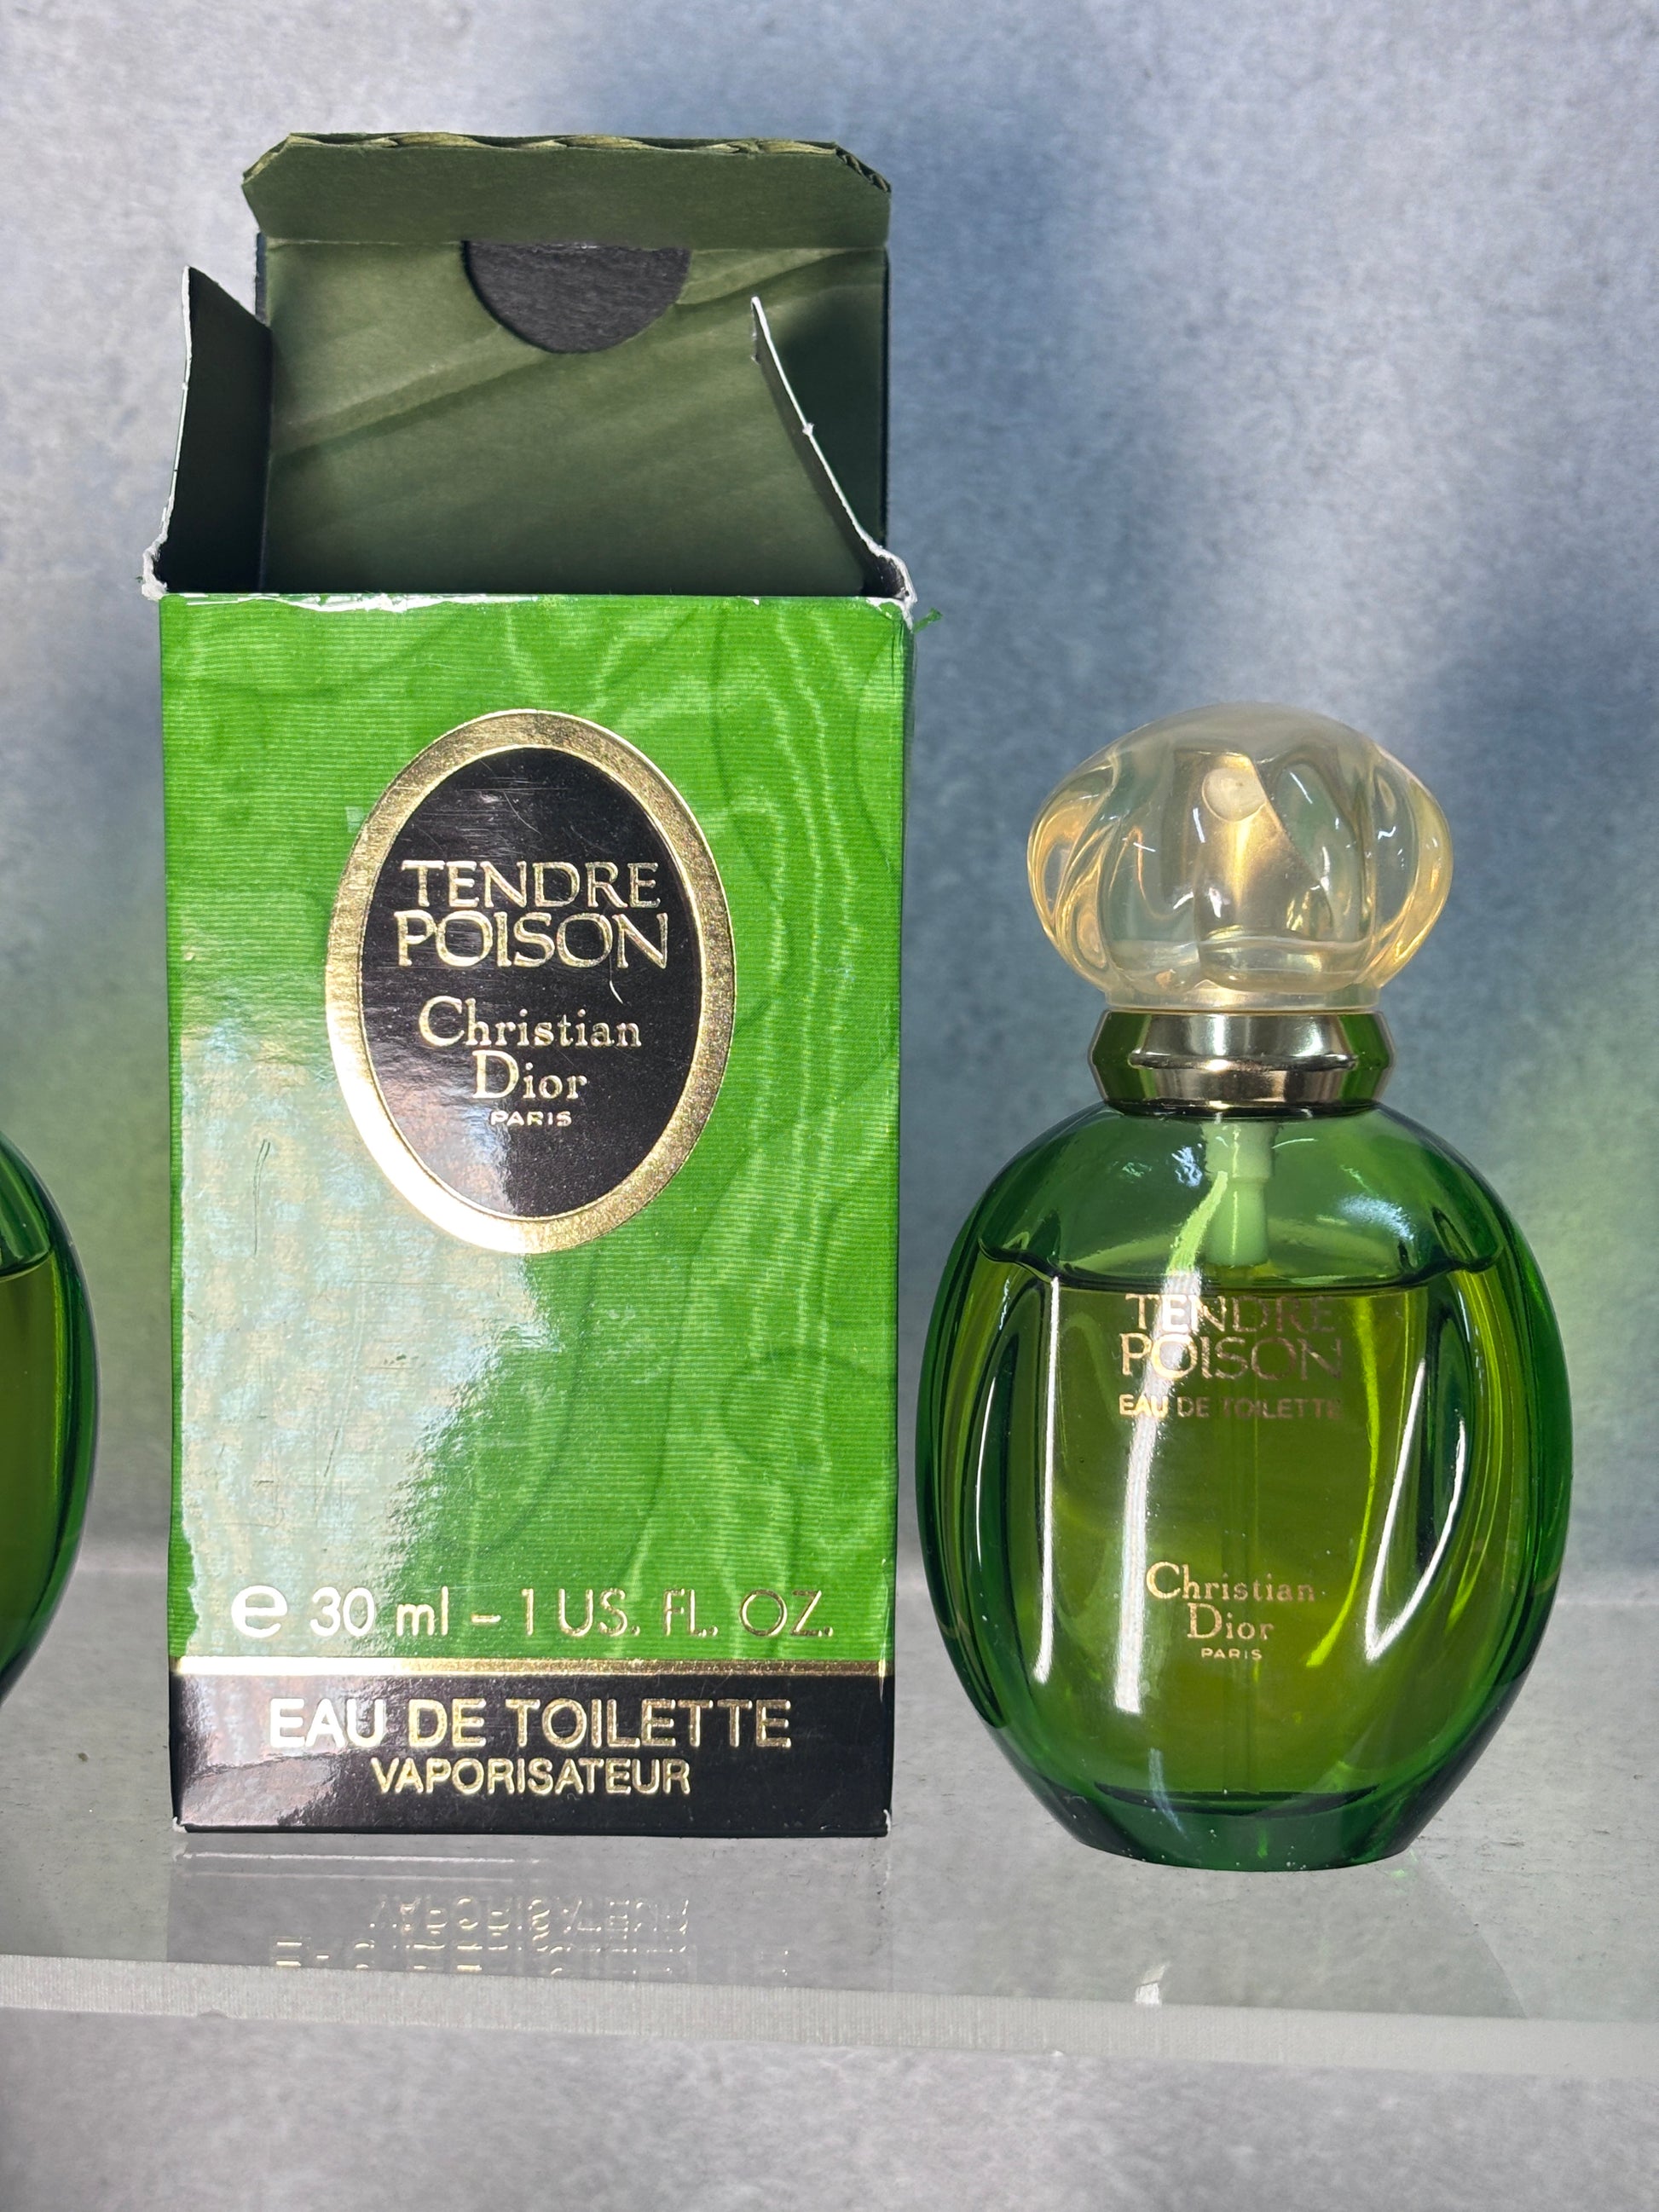 TENDRE
POISON
Christian
Dior
PARIS
e 30 ml - 1 US. FL. OZ.
EAU DE TOILETTE
VAPORISATEUR
TENDRE
POISON
EAU DE TOILETTE
Christian
Dior
PARIS